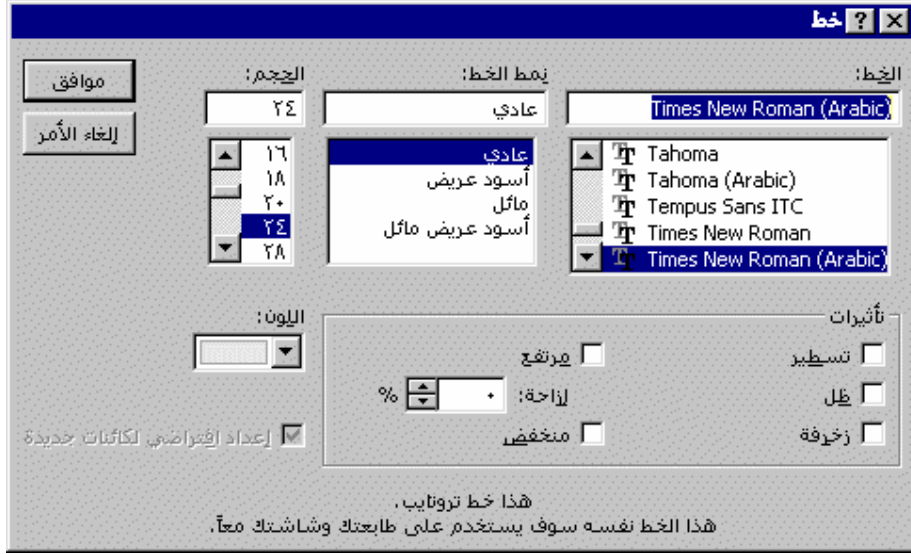 خط
الخط:
Times New Roman (Arabic)
Tahoma
Tahoma (Arabic)
Tempus Sans ITC
Times New Roman
Times New Roman (Arabic)
نمط الخط:
عادي
عادي
أسود عريض
مائل
أسود عريض مائل
الحجم:
٢٤
١٦
١٨
٢٠
٢٤
٢٨
موافق
إلغاء الأمر
تأثيرات
تسطير
ظل
زخرفة
مرتفع
إزاحة: ٠ %
منخفض
اللون:
إعداد افتراضي لكائنات جديدة
هذا خط تروتايب.
هذا الخط نفسه سوف يستخدم على طابعتك وشاشتك معاً.